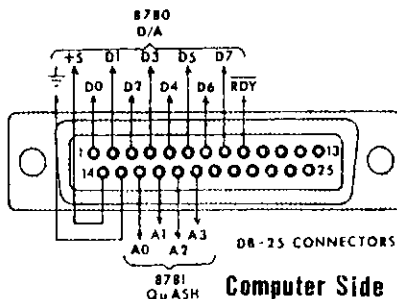 8780
D/A
+5 D1 D3 D5 D7
D0 D2 D4 D6 RDY
1 13
14 25
A1 A3
A0 A2
DB-25 CONNECTORS
8781
QuASH
Computer Side